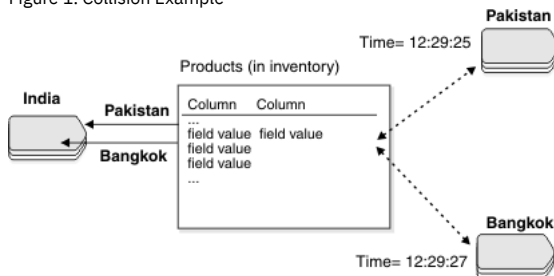 Figure 1. Collision Example
Pakistan
Time= 12:29:25
Products (in inventory)
India
Pakistan
Bangkok
Column Column
...
field value field value
field value
field value
...
Bangkok
Time= 12:29:27